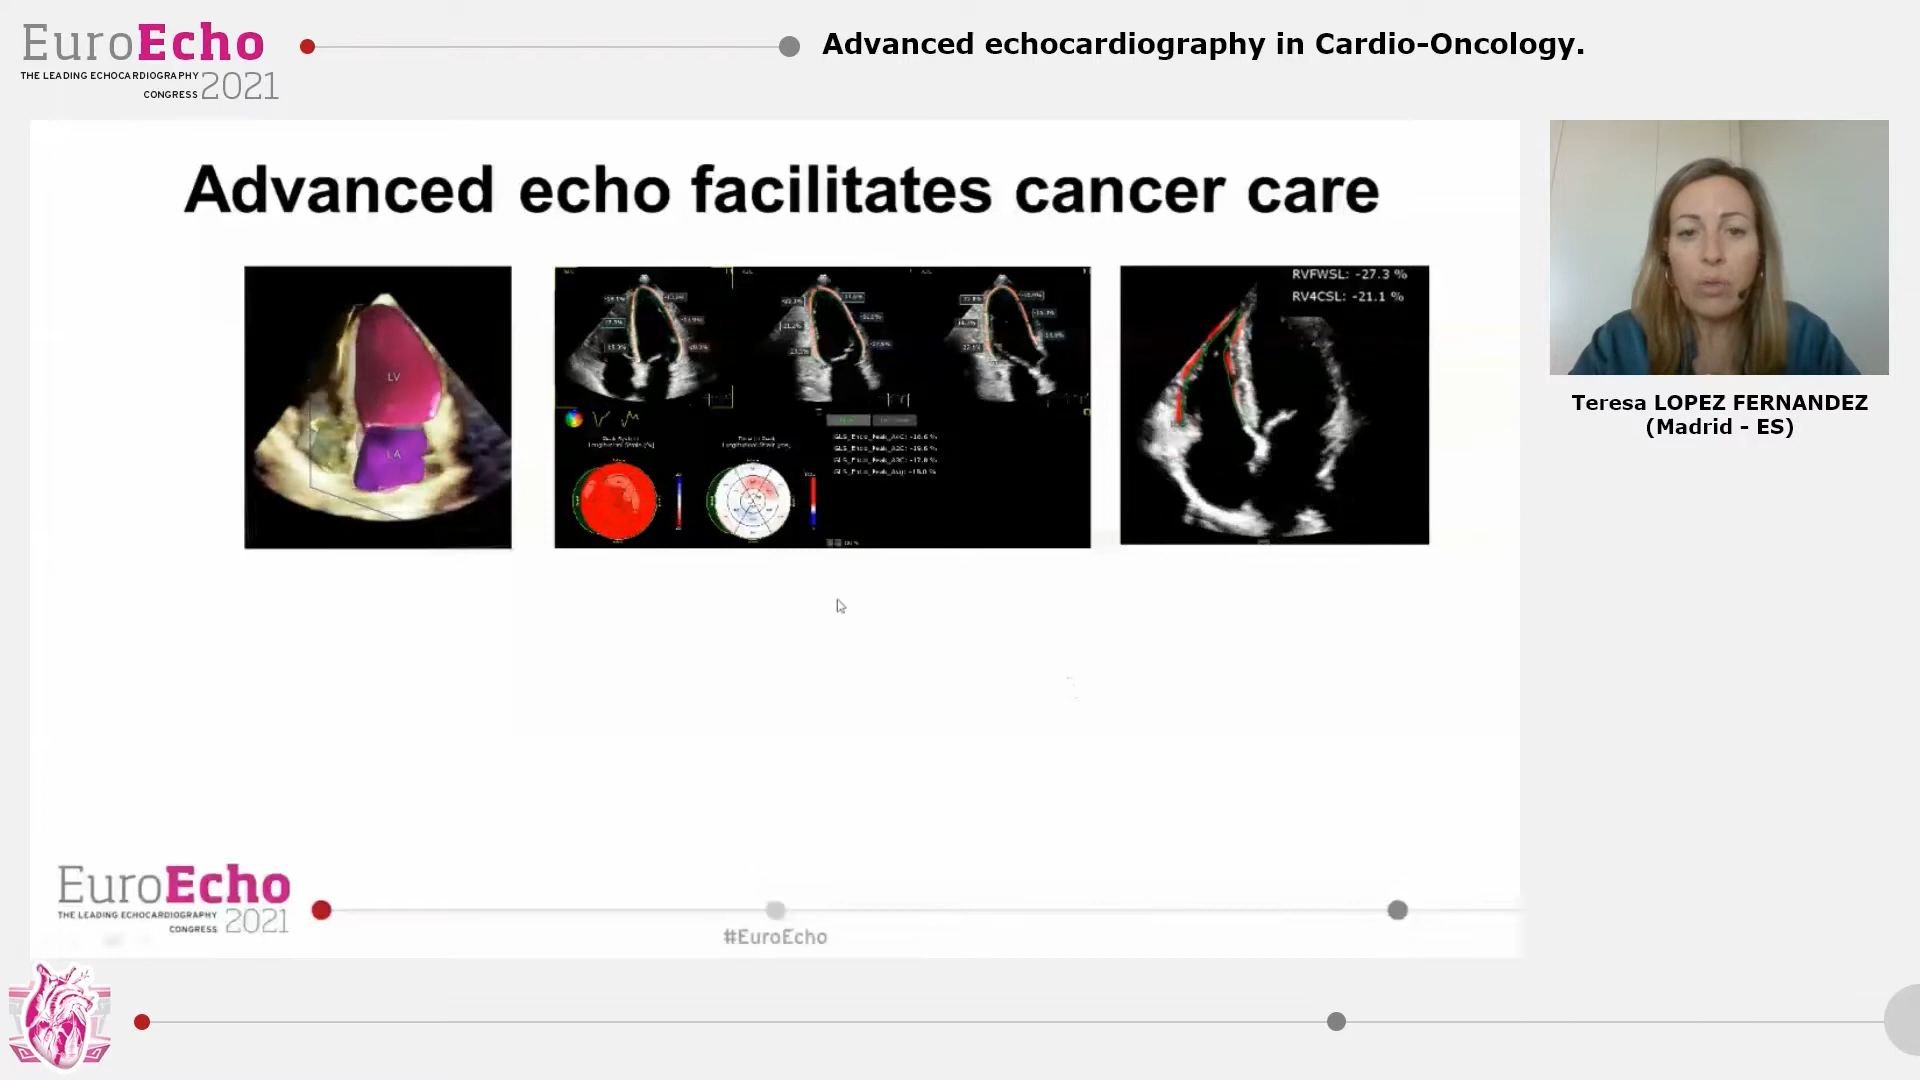 EuroEcho
THE LEADING ECHOCARDIOGRAPHY
CONGRESS 2021
Advanced echocardiography in Cardio-Oncology.
Advanced echo facilitates cancer care
LV
LA
RVFWSL: -27.3 %
RV4CSL: -21.1 %
Teresa LOPEZ FERNANDEZ
(Madrid - ES)
EuroEcho
THE LEADING ECHOCARDIOGRAPHY
CONGRESS 2021
#EuroEcho